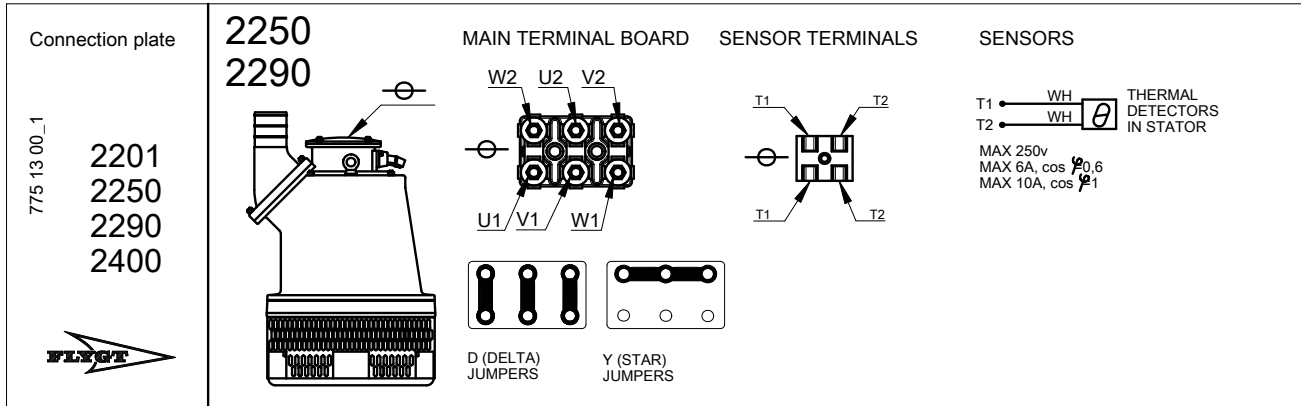 Connection plate
775 13 00_1
2201
2250
2290
2400
FLYGT
2250
2290
MAIN TERMINAL BOARD
W2 U2 V2
U1 V1 W1
D (DELTA)
JUMPERS
Y (STAR)
JUMPERS
SENSOR TERMINALS
T1 T2
T1 T2
SENSORS
T1 WH
T2 WH
θ
THERMAL
DETECTORS
IN STATOR
MAX 250v
MAX 6A, cos φ=0,6
MAX 10A, cos φ=1